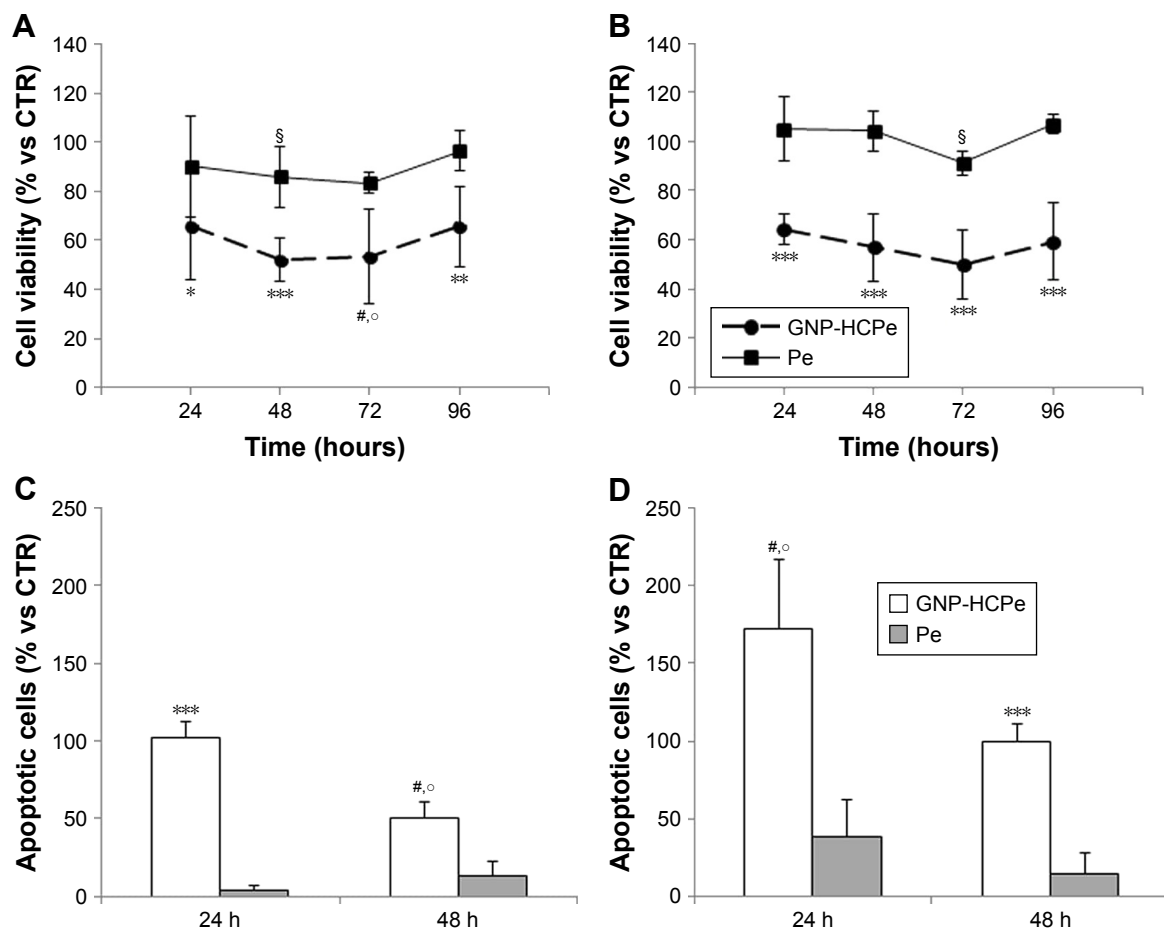 A
Cell viability (% vs CTR)
140
120
100
80
60
40
20
0
§
*
***
#,○
**
24 48 72 96
Time (hours)
B
Cell viability (% vs CTR)
140
120
100
80
60
40
20
0
§
***
***
***
***
GNP-HCPe
Pe
24 48 72 96
Time (hours)
C
Apoptotic cells (% vs CTR)
250
200
150
100
50
0
***
#,○
24 h 48 h
D
Apoptotic cells (% vs CTR)
250
200
150
100
50
0
#,○
***
GNP-HCPe
Pe
24 h 48 h